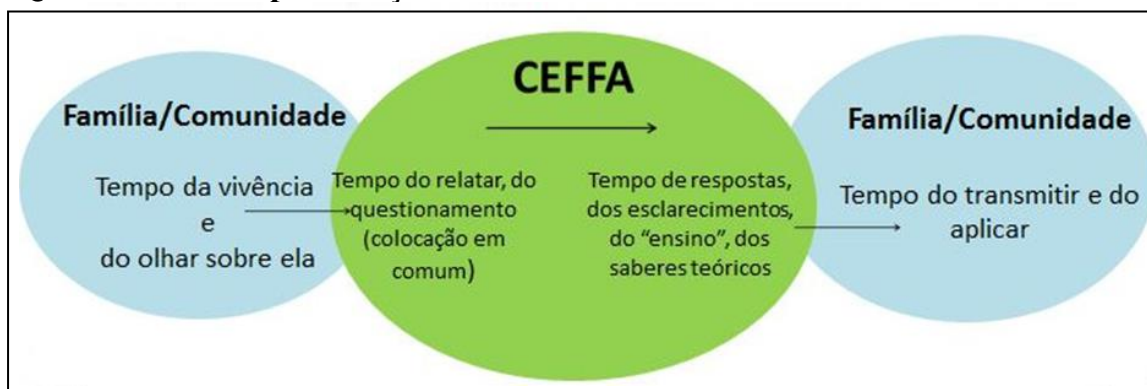 Família/Comunidade
Tempo da vivência
e
do olhar sobre ela
CEFFA
Tempo do relatar, do
questionamento
(colocação em
comum)
Tempo de respostas,
dos esclarecimentos,
do “ensino”, dos
saberes teóricos
Família/Comunidade
Tempo do transmitir e do
aplicar